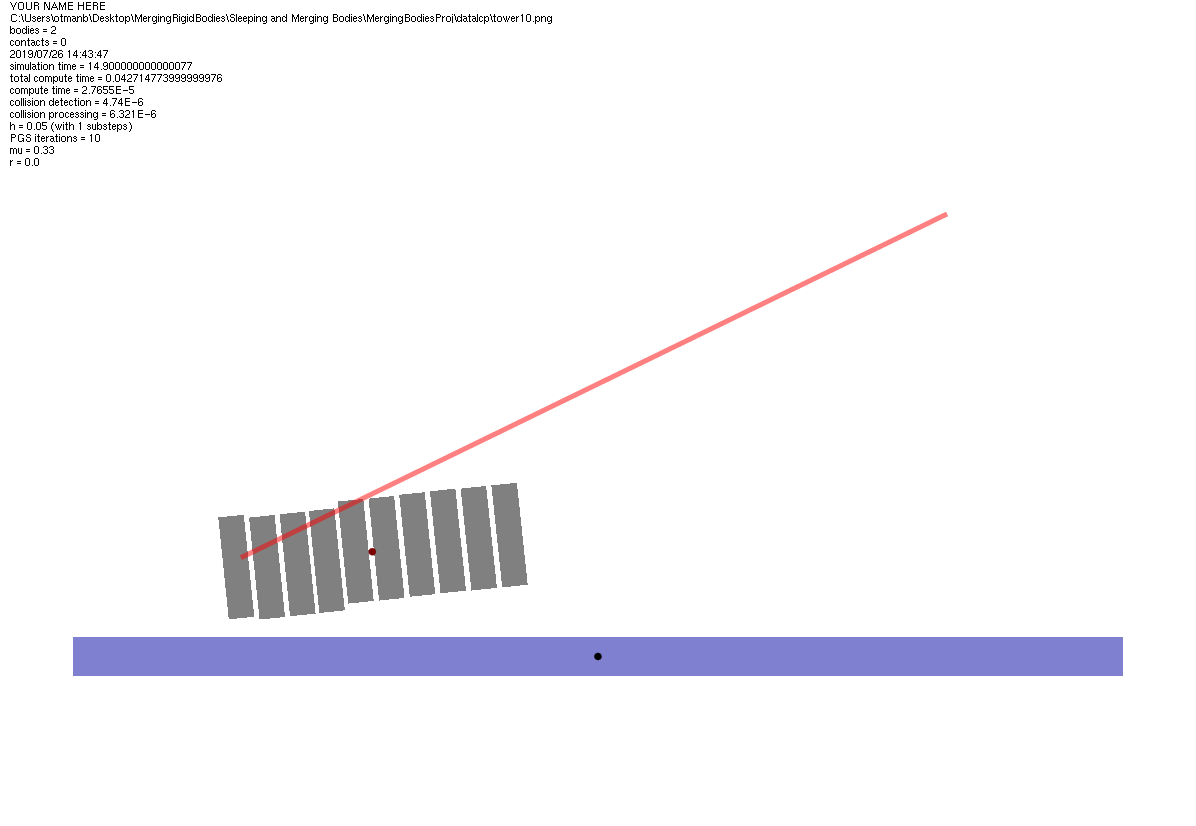 YOUR NAME HERE
C:\Users\otmanb\Desktop\MergingRigidBodies\Sleeping and Merging Bodies\MergingBodiesProj\datalcp\tower10.png
bodies = 2
contacts = 0
2019/07/26 14:43:47
simulation time = 14.900000000000077
total compute time = 0.042714773999999976
compute time = 2.7655E-5
collision detection = 4.74E-6
collision processing = 6.321E-6
h = 0.05 (with 1 substeps)
PGS iterations = 10
mu = 0.33
r = 0.0